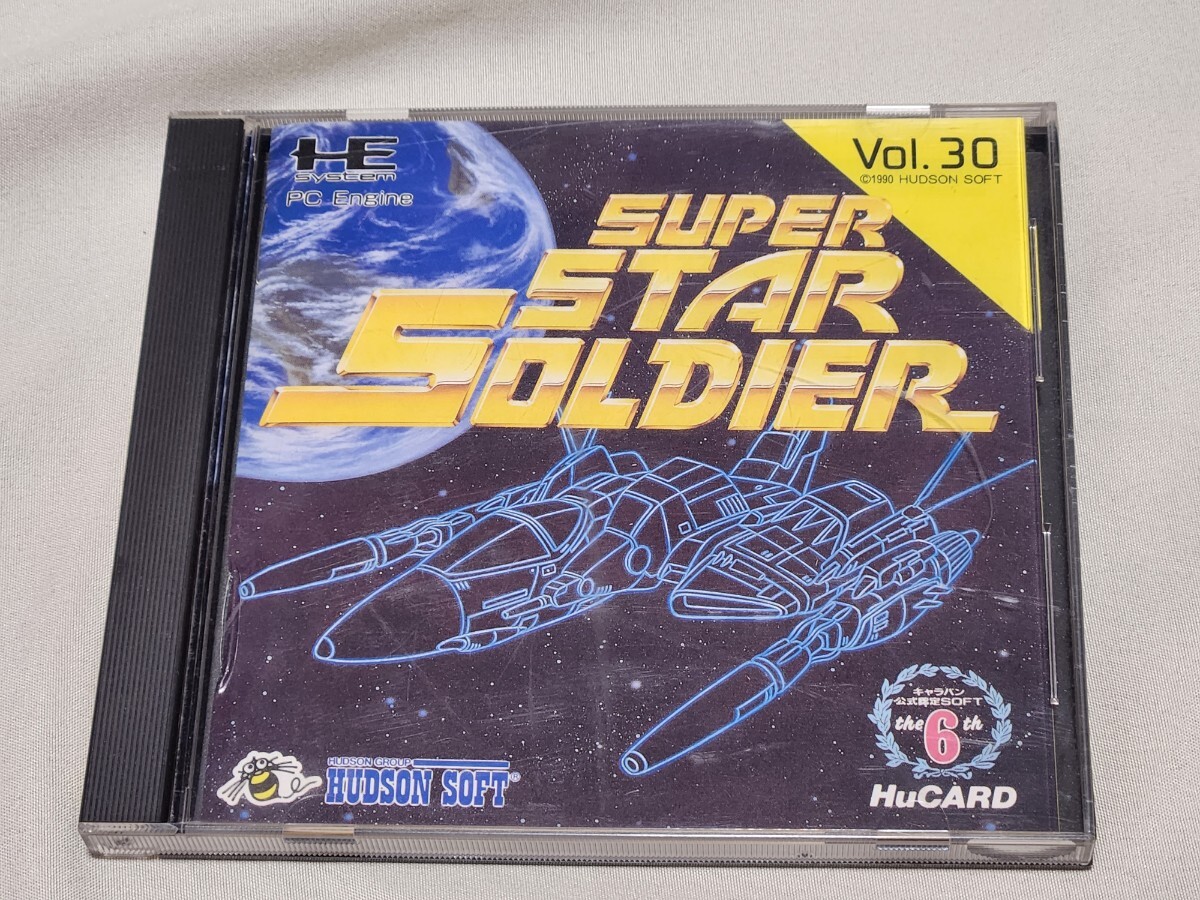 HE
SYSTEM
PC Engine
Vol. 30
©1990 HUDSON SOFT
SUPER
STAR
SOLDIER
キャラバン
公式認定SOFT
the 6 th
HUDSON GROUP
HUDSON SOFT®
HuCARD